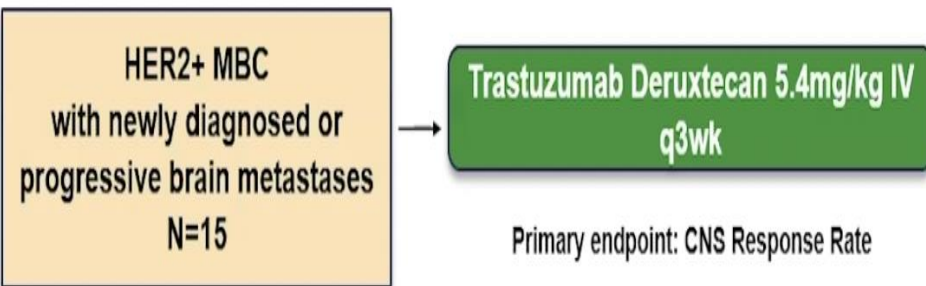 HER2+ MBC
with newly diagnosed or
progressive brain metastases
N=15
Trastuzumab Deruxtecan 5.4mg/kg IV
q3wk
Primary endpoint: CNS Response Rate